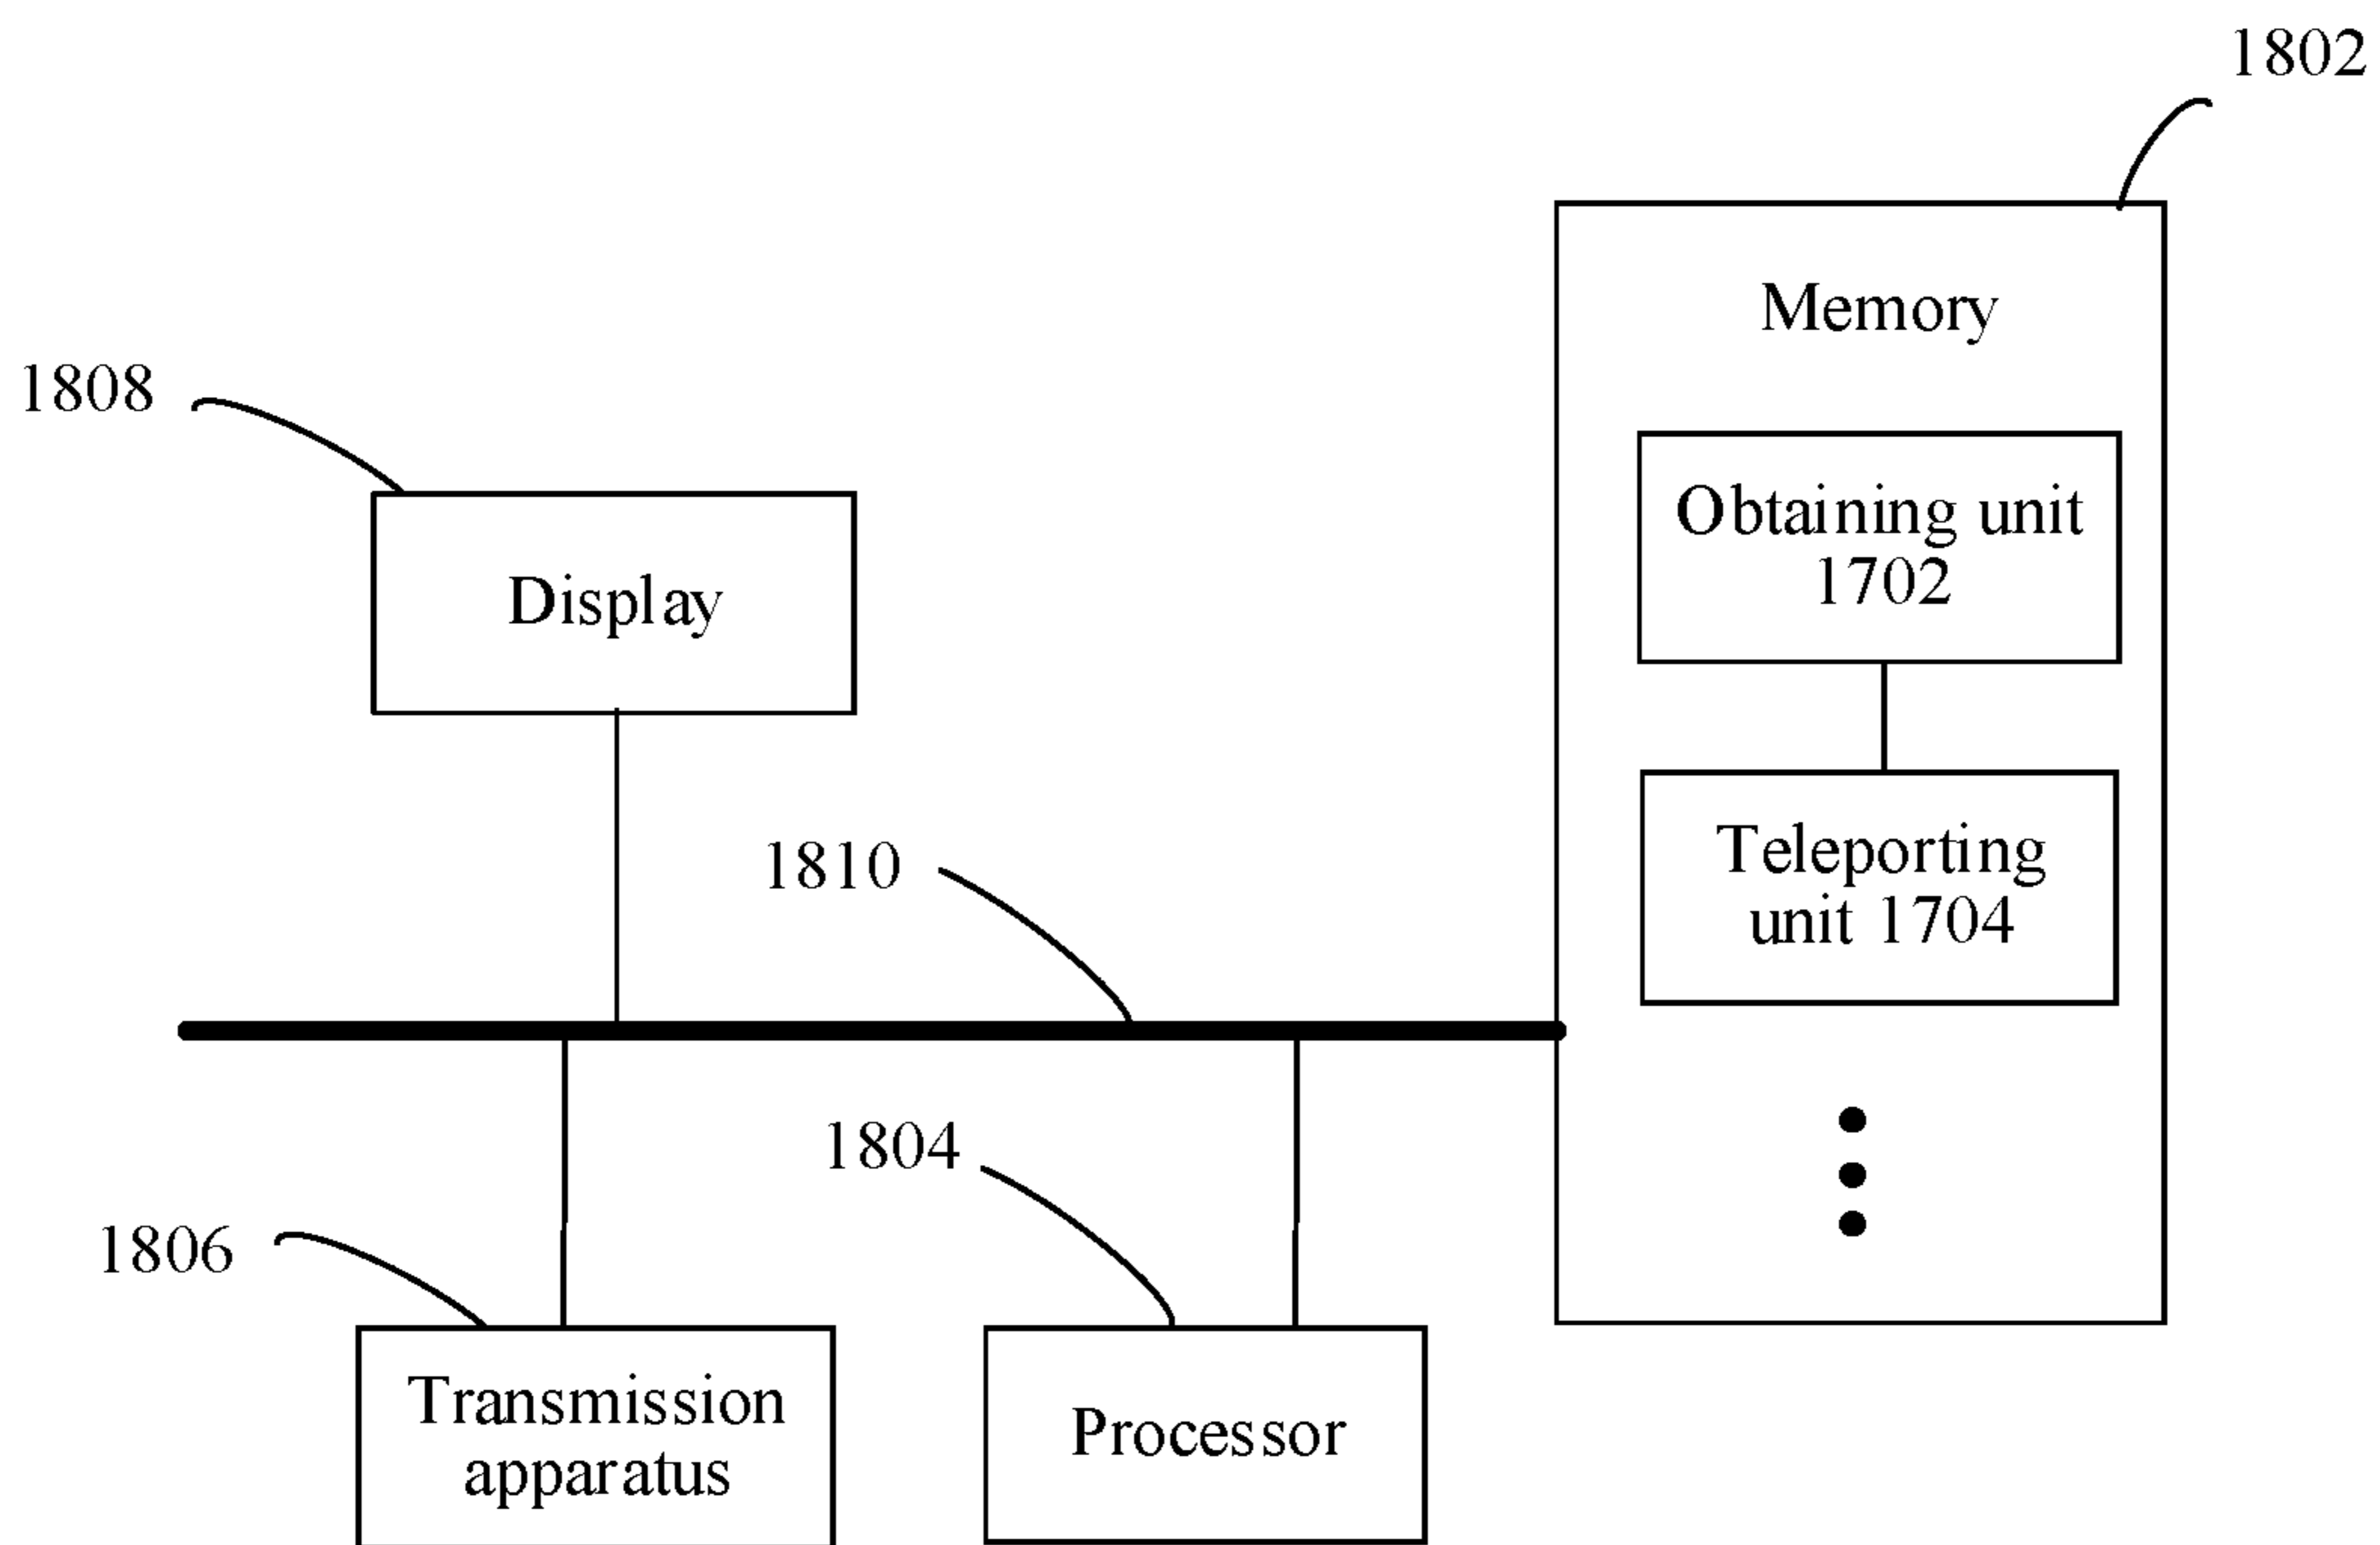 1802
Memory
1808
Obtaining unit
1702
Display
Teleporting
unit 1704
1810
1804
1806
Transmission
apparatus
Processor